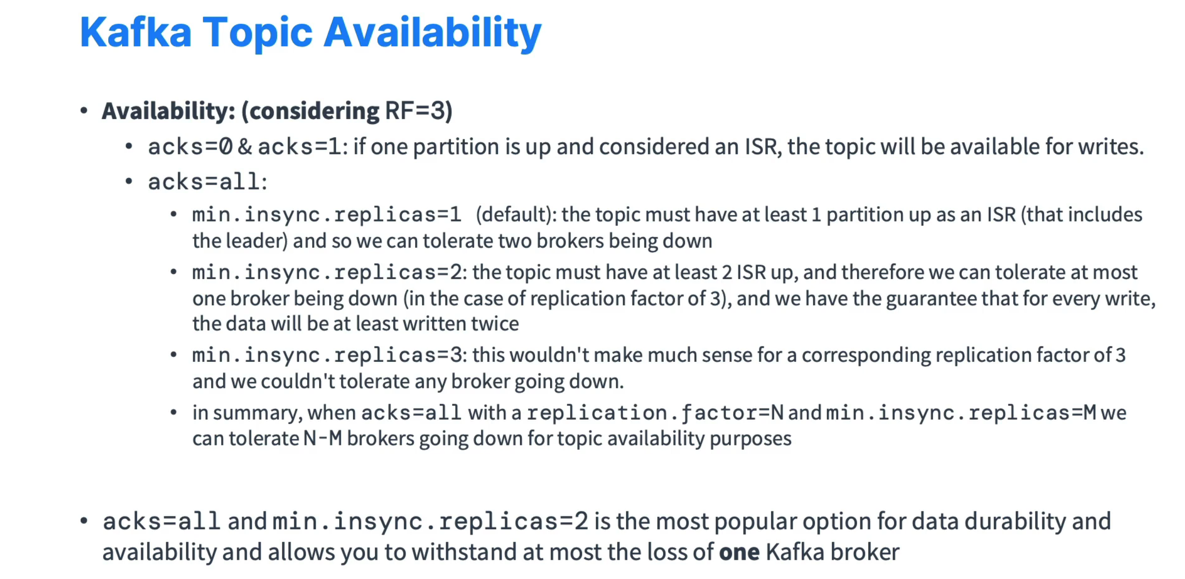 Kafka Topic Availability
• Availability: (considering RF=3)
• acks=0 & acks=1: if one partition is up and considered an ISR, the topic will be available for writes.
• acks=all:
• min.insync.replicas=1 (default): the topic must have at least 1 partition up as an ISR (that includes
the leader) and so we can tolerate two brokers being down
• min.insync.replicas=2: the topic must have at least 2 ISR up, and therefore we can tolerate at most
one broker being down (in the case of replication factor of 3), and we have the guarantee that for every write,
the data will be at least written twice
• min.insync.replicas=3: this wouldn't make much sense for a corresponding replication factor of 3
and we couldn't tolerate any broker going down.
• in summary, when acks=all with a replication.factor=N and min.insync.replicas=M we
can tolerate N-M brokers going down for topic availability purposes
• acks=all and min.insync.replicas=2 is the most popular option for data durability and
availability and allows you to withstand at most the loss of one Kafka broker